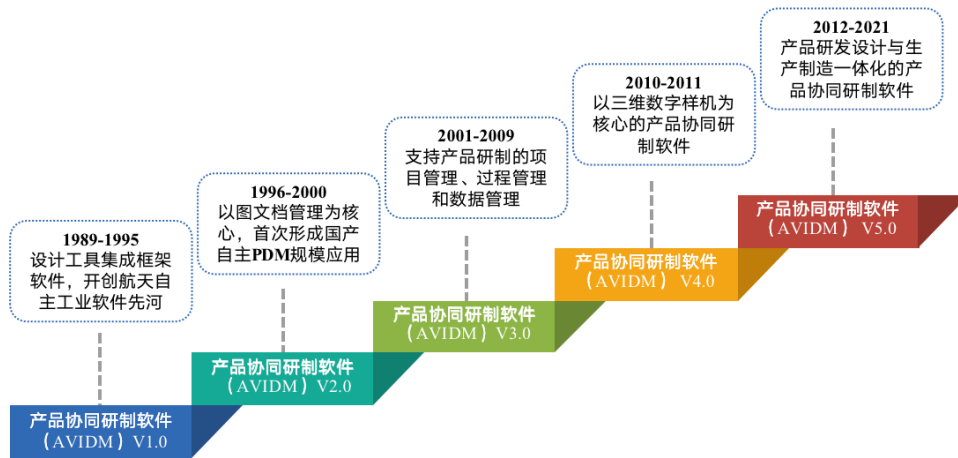 1989-1995
设计工具集成框架
软件，开创航天自
主工业软件先河
产品协同研制软件
（AVIDM）V1.0
1996-2000
以图文档管理为核
心，首次形成国产
自主PDM规模应用
产品协同研制软件
（AVIDM）V2.0
2001-2009
支持产品研制的项
目管理、过程管理
和数据管理
产品协同研制软件
（AVIDM）V3.0
2010-2011
以三维数字样机为
核心的产品协同研
制软件
产品协同研制软件
（AVIDM）V4.0
2012-2021
产品研发设计与生
产制造一体化的产
品协同研制软件
产品协同研制软件
（AVIDM）V5.0